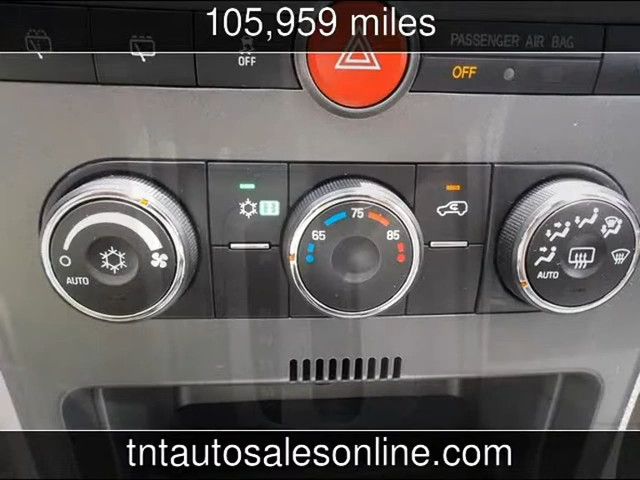 105,959 miles
OFF
PASSENGER AIR BAG
OFF
AUTO
65
75
85
AUTO
tntautosalesonline.com